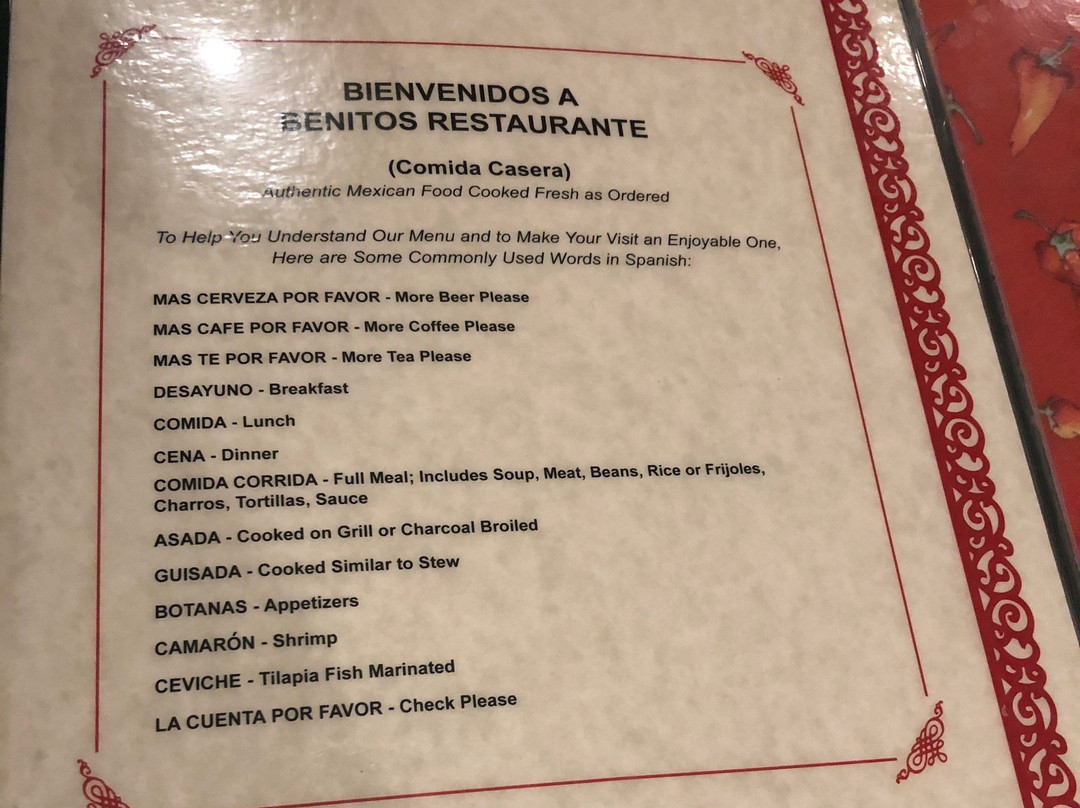 BIENVENIDOS A
BENITOS RESTAURANTE
(Comida Casera)
Authentic Mexican Food Cooked Fresh as Ordered
To Help You Understand Our Menu and to Make Your Visit an Enjoyable One,
Here are Some Commonly Used Words in Spanish:
MAS CERVEZA POR FAVOR - More Beer Please
MAS CAFE POR FAVOR - More Coffee Please
MAS TE POR FAVOR - More Tea Please
DESAYUNO - Breakfast
COMIDA - Lunch
CENA - Dinner
COMIDA CORRIDA - Full Meal; Includes Soup, Meat, Beans, Rice or Frijoles,
Charros, Tortillas, Sauce
ASADA - Cooked on Grill or Charcoal Broiled
GUISADA - Cooked Similar to Stew
BOTANAS - Appetizers
CAMARÓN - Shrimp
CEVICHE - Tilapia Fish Marinated
LA CUENTA POR FAVOR - Check Please